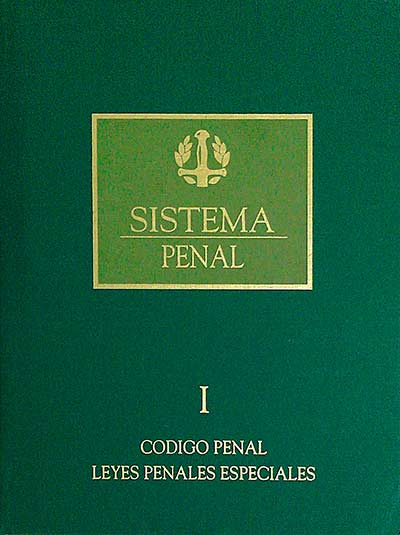 SISTEMA
PENAL
I
CODIGO PENAL
LEYES PENALES ESPECIALES